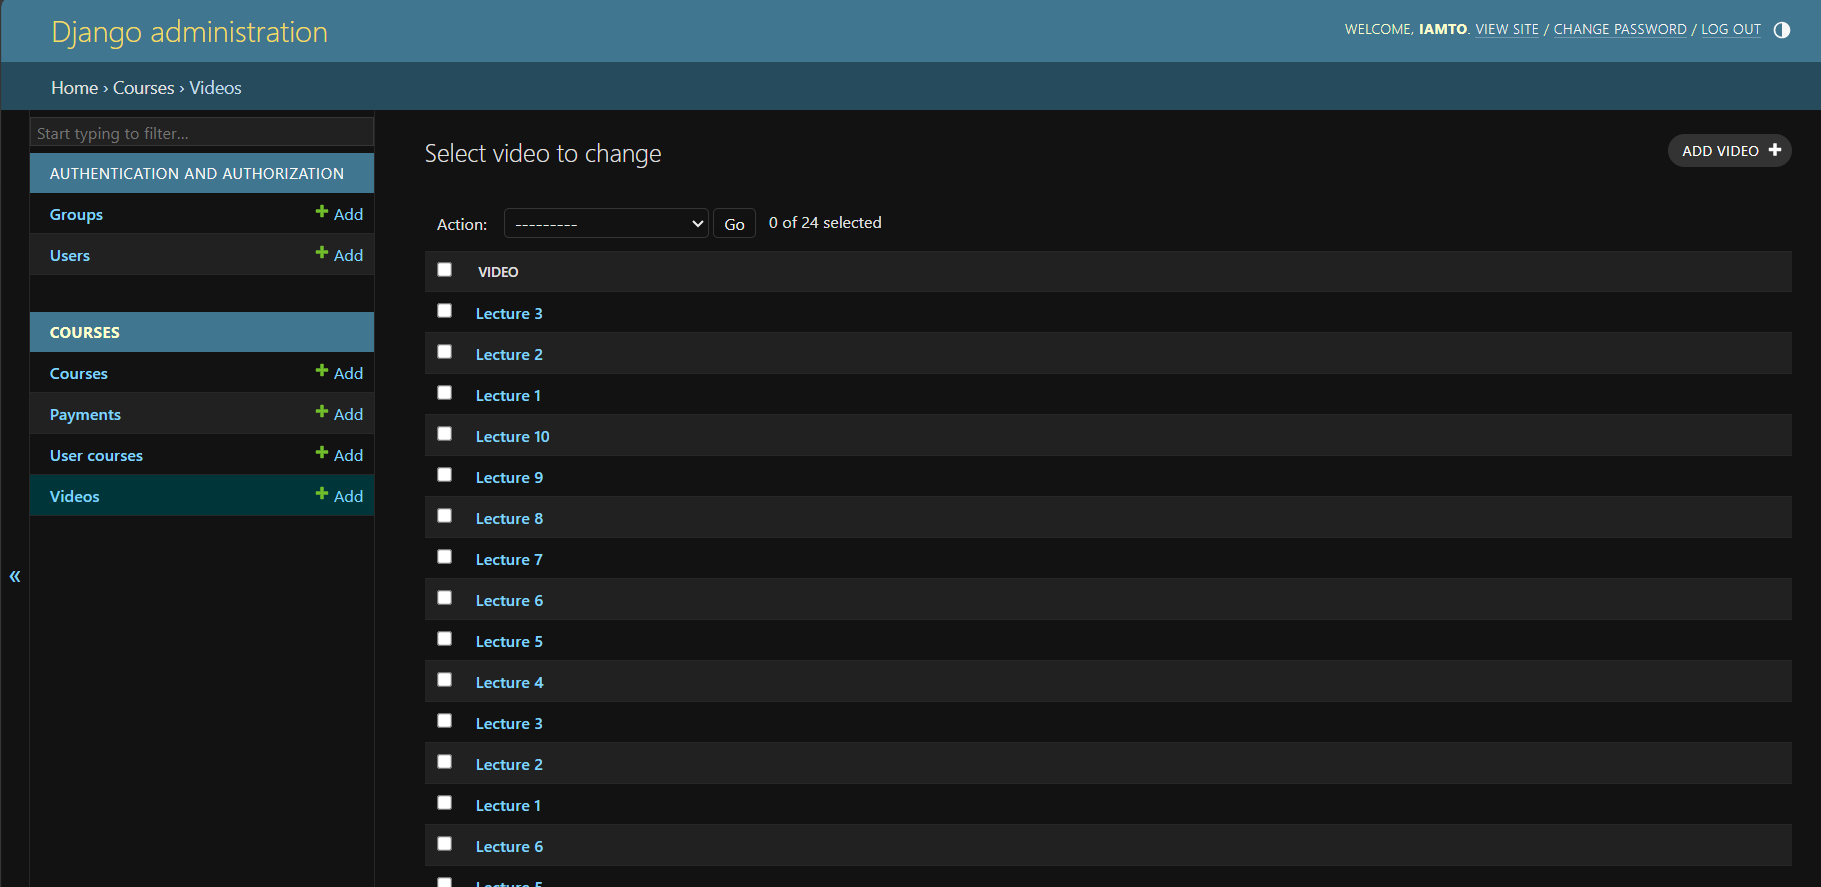 Django administration
WELCOME, IAMTO. VIEW SITE / CHANGE PASSWORD / LOG OUT
Home › Courses › Videos
Start typing to filter...
AUTHENTICATION AND AUTHORIZATION
Groups + Add
Users + Add
COURSES
Courses + Add
Payments + Add
User courses + Add
Videos + Add
«
Select video to change
ADD VIDEO +
Action: --------- Go 0 of 24 selected
VIDEO
Lecture 3
Lecture 2
Lecture 1
Lecture 10
Lecture 9
Lecture 8
Lecture 7
Lecture 6
Lecture 5
Lecture 4
Lecture 3
Lecture 2
Lecture 1
Lecture 6
Lecture 5